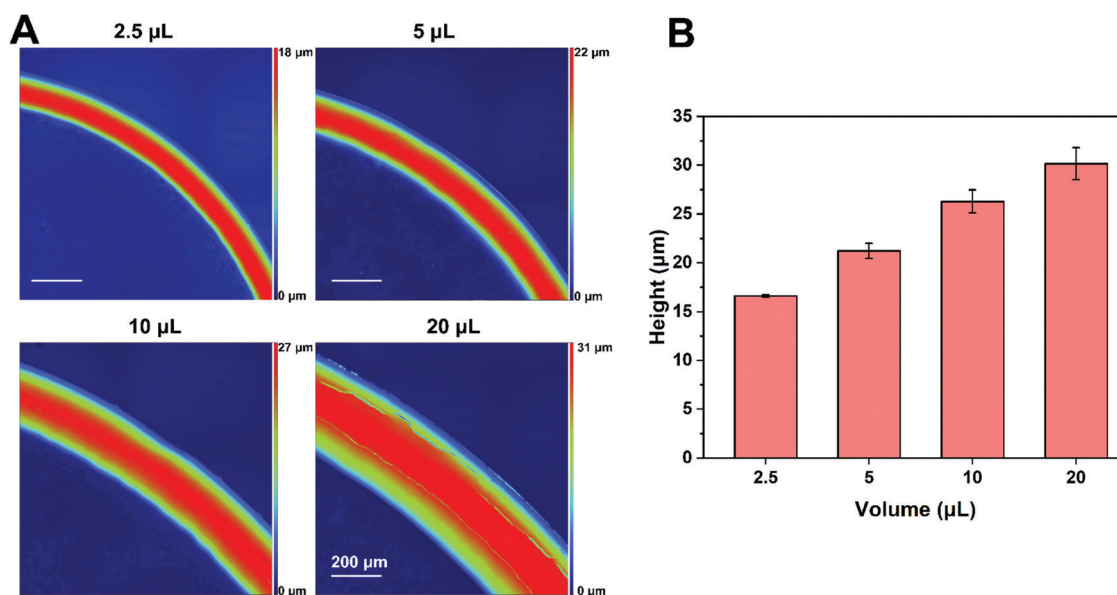 A
2.5 µL
5 µL
18 µm
0 µm
22 µm
0 µm
10 µL
20 µL
27 µm
0 µm
31 µm
200 µm
0 µm
B
35
30
25
20
15
10
5
0
Height (µm)
2.5
5
10
20
Volume (µL)